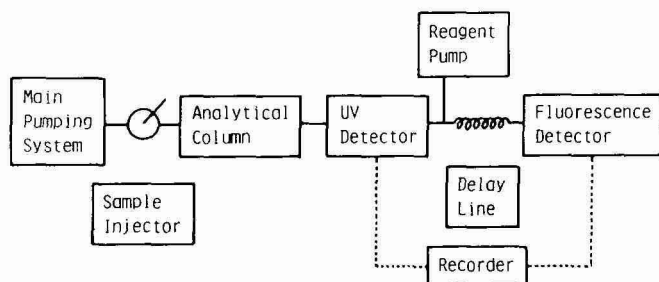 Reagent
Pump
Main
Pumping
System
Analytical
Column
UV
Detector
Fluorescence
Detector
Sample
Injector
Delay
Line
Recorder